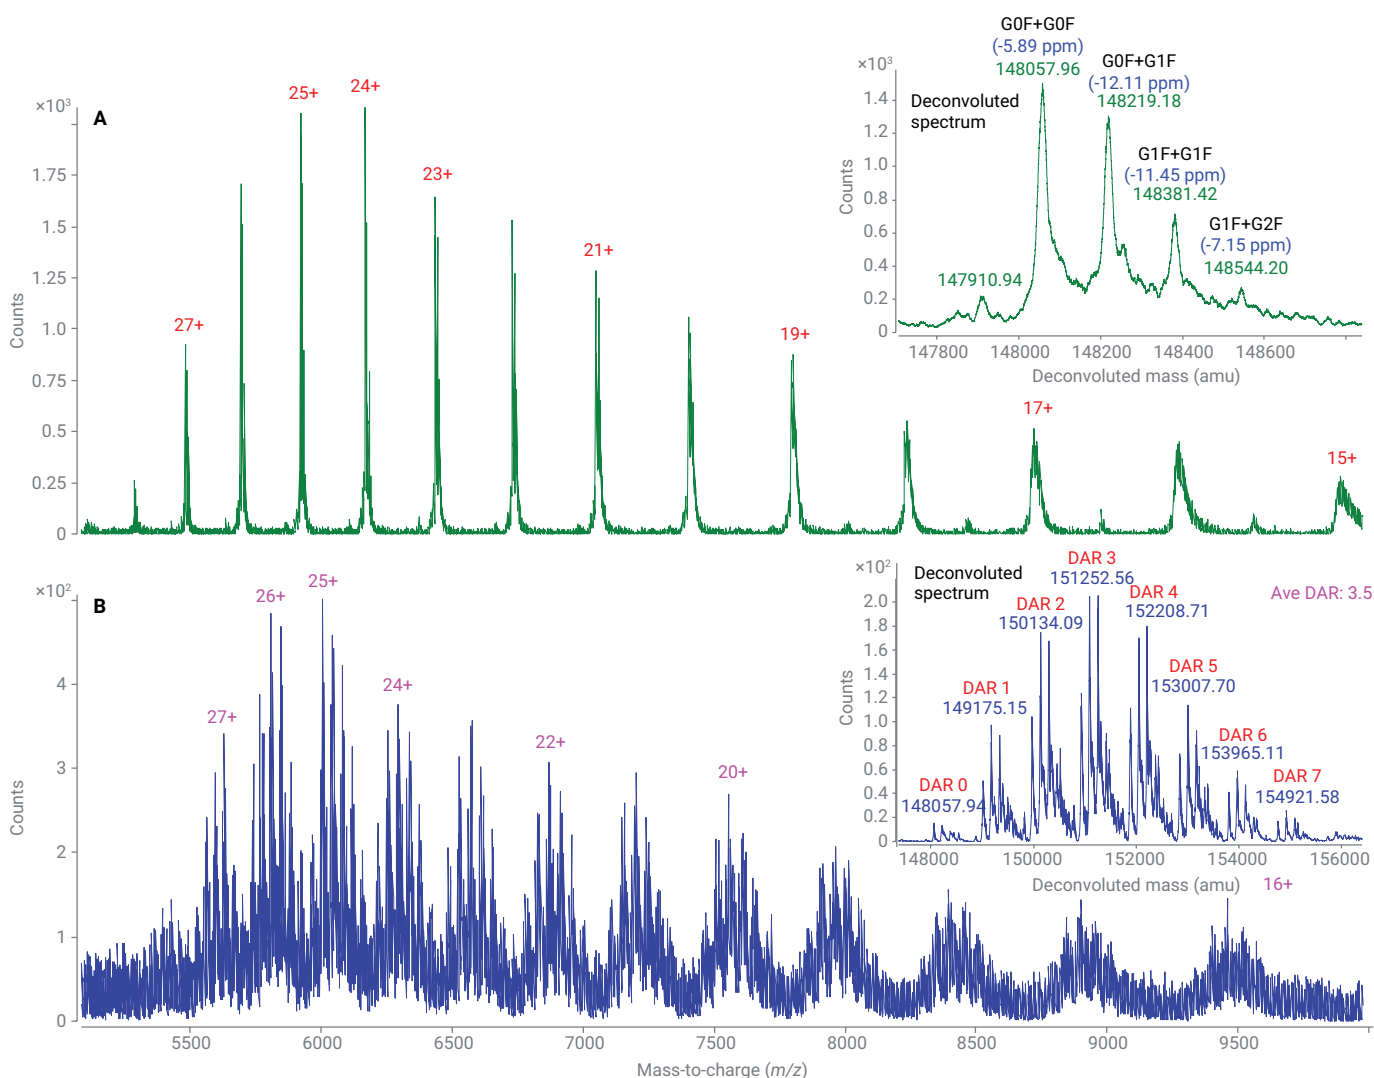 A
×10³
1.75
1.5
1.25
1.0
0.75
0.5
0.25
0
Counts
27+
25+
24+
23+
21+
19+
17+
15+
Deconvoluted
spectrum
×10³
1.4
1.2
1.0
0.8
0.6
0.4
0.2
0
Counts
G0F+G0F
(-5.89 ppm)
148057.96
G0F+G1F
(-12.11 ppm)
148219.18
G1F+G1F
(-11.45 ppm)
148381.42
G1F+G2F
(-7.15 ppm)
148544.20
147910.94
147800 148000 148200 148400 148600
Deconvoluted mass (amu)
B
×10²
4
3
2
1
0
Counts
27+
26+
25+
24+
22+
20+
16+
Deconvoluted
spectrum
×10²
2.0
1.8
1.6
1.4
1.2
1.0
0.8
0.6
0.4
0.2
0
Counts
DAR 0
148057.94
DAR 1
149175.15
DAR 2
150134.09
DAR 3
151252.56
DAR 4
152208.71
DAR 5
153007.70
DAR 6
153965.11
DAR 7
154921.58
Ave DAR: 3.5
148000 150000 152000 154000 156000
Deconvoluted mass (amu)
5500 6000 6500 7000 7500 8000 8500 9000 9500
Mass-to-charge (m/z)